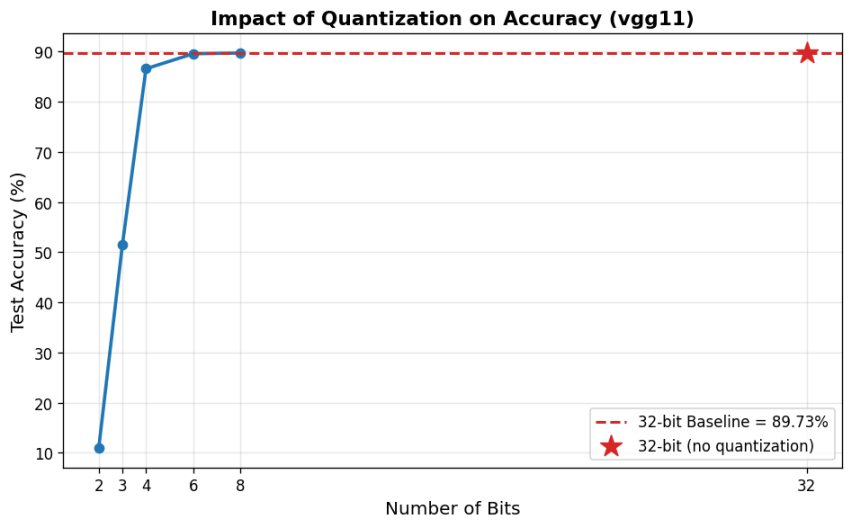 Impact of Quantization on Accuracy (vgg11)
Test Accuracy (%)
90
80
70
60
50
40
30
20
10
32-bit Baseline = 89.73%
32-bit (no quantization)
2 3 4 6 8 32
Number of Bits